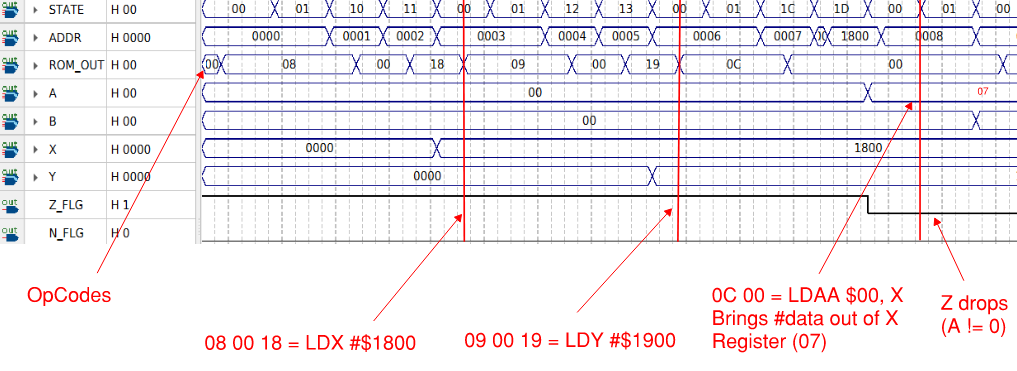 STATE H 00 00 01 10 11 00 01 12 13 00 01 1C 1D 00 01 00
ADDR H 0000 0000 0001 0002 0003 0004 0005 0006 0007 1800 0008
ROM_OUT H 00 00 08 00 18 09 00 19 0C 00
A H 00 00 07
B H 00 00
X H 0000 0000 1800
Y H 0000 0000
Z_FLG H 1
N_FLG H 0
OpCodes
08 00 18 = LDX #$1800
09 00 19 = LDY #$1900
0C 00 = LDAA $00, X
Brings #data out of X
Register (07)
Z drops
(A != 0)